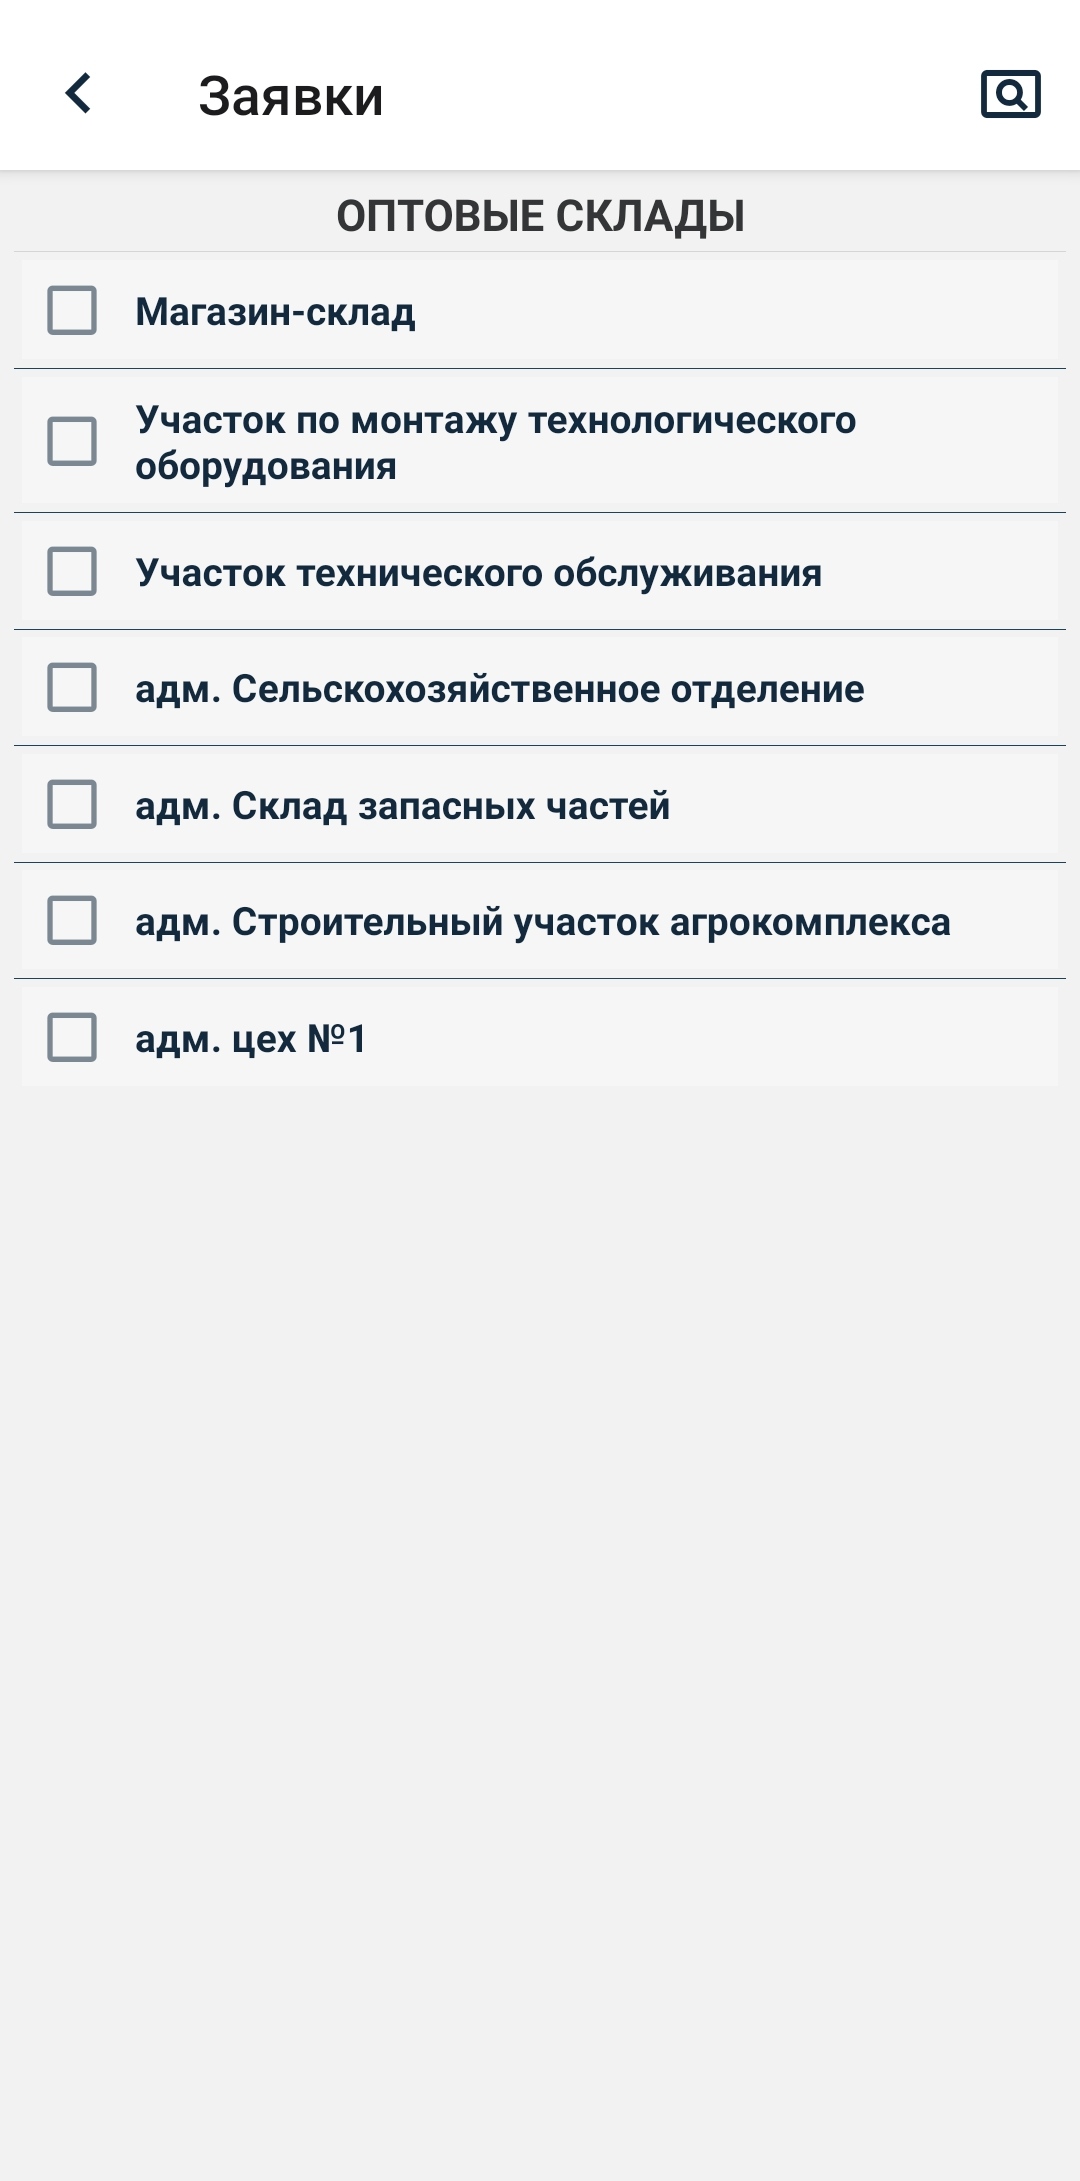 Заявки
ОПТОВЫЕ СКЛАДЫ
Магазин-склад
Участок по монтажу технологического
оборудования
Участок технического обслуживания
адм. Сельскохозяйственное отделение
адм. Склад запасных частей
адм. Строительный участок агрокомплекса
адм. цех №1